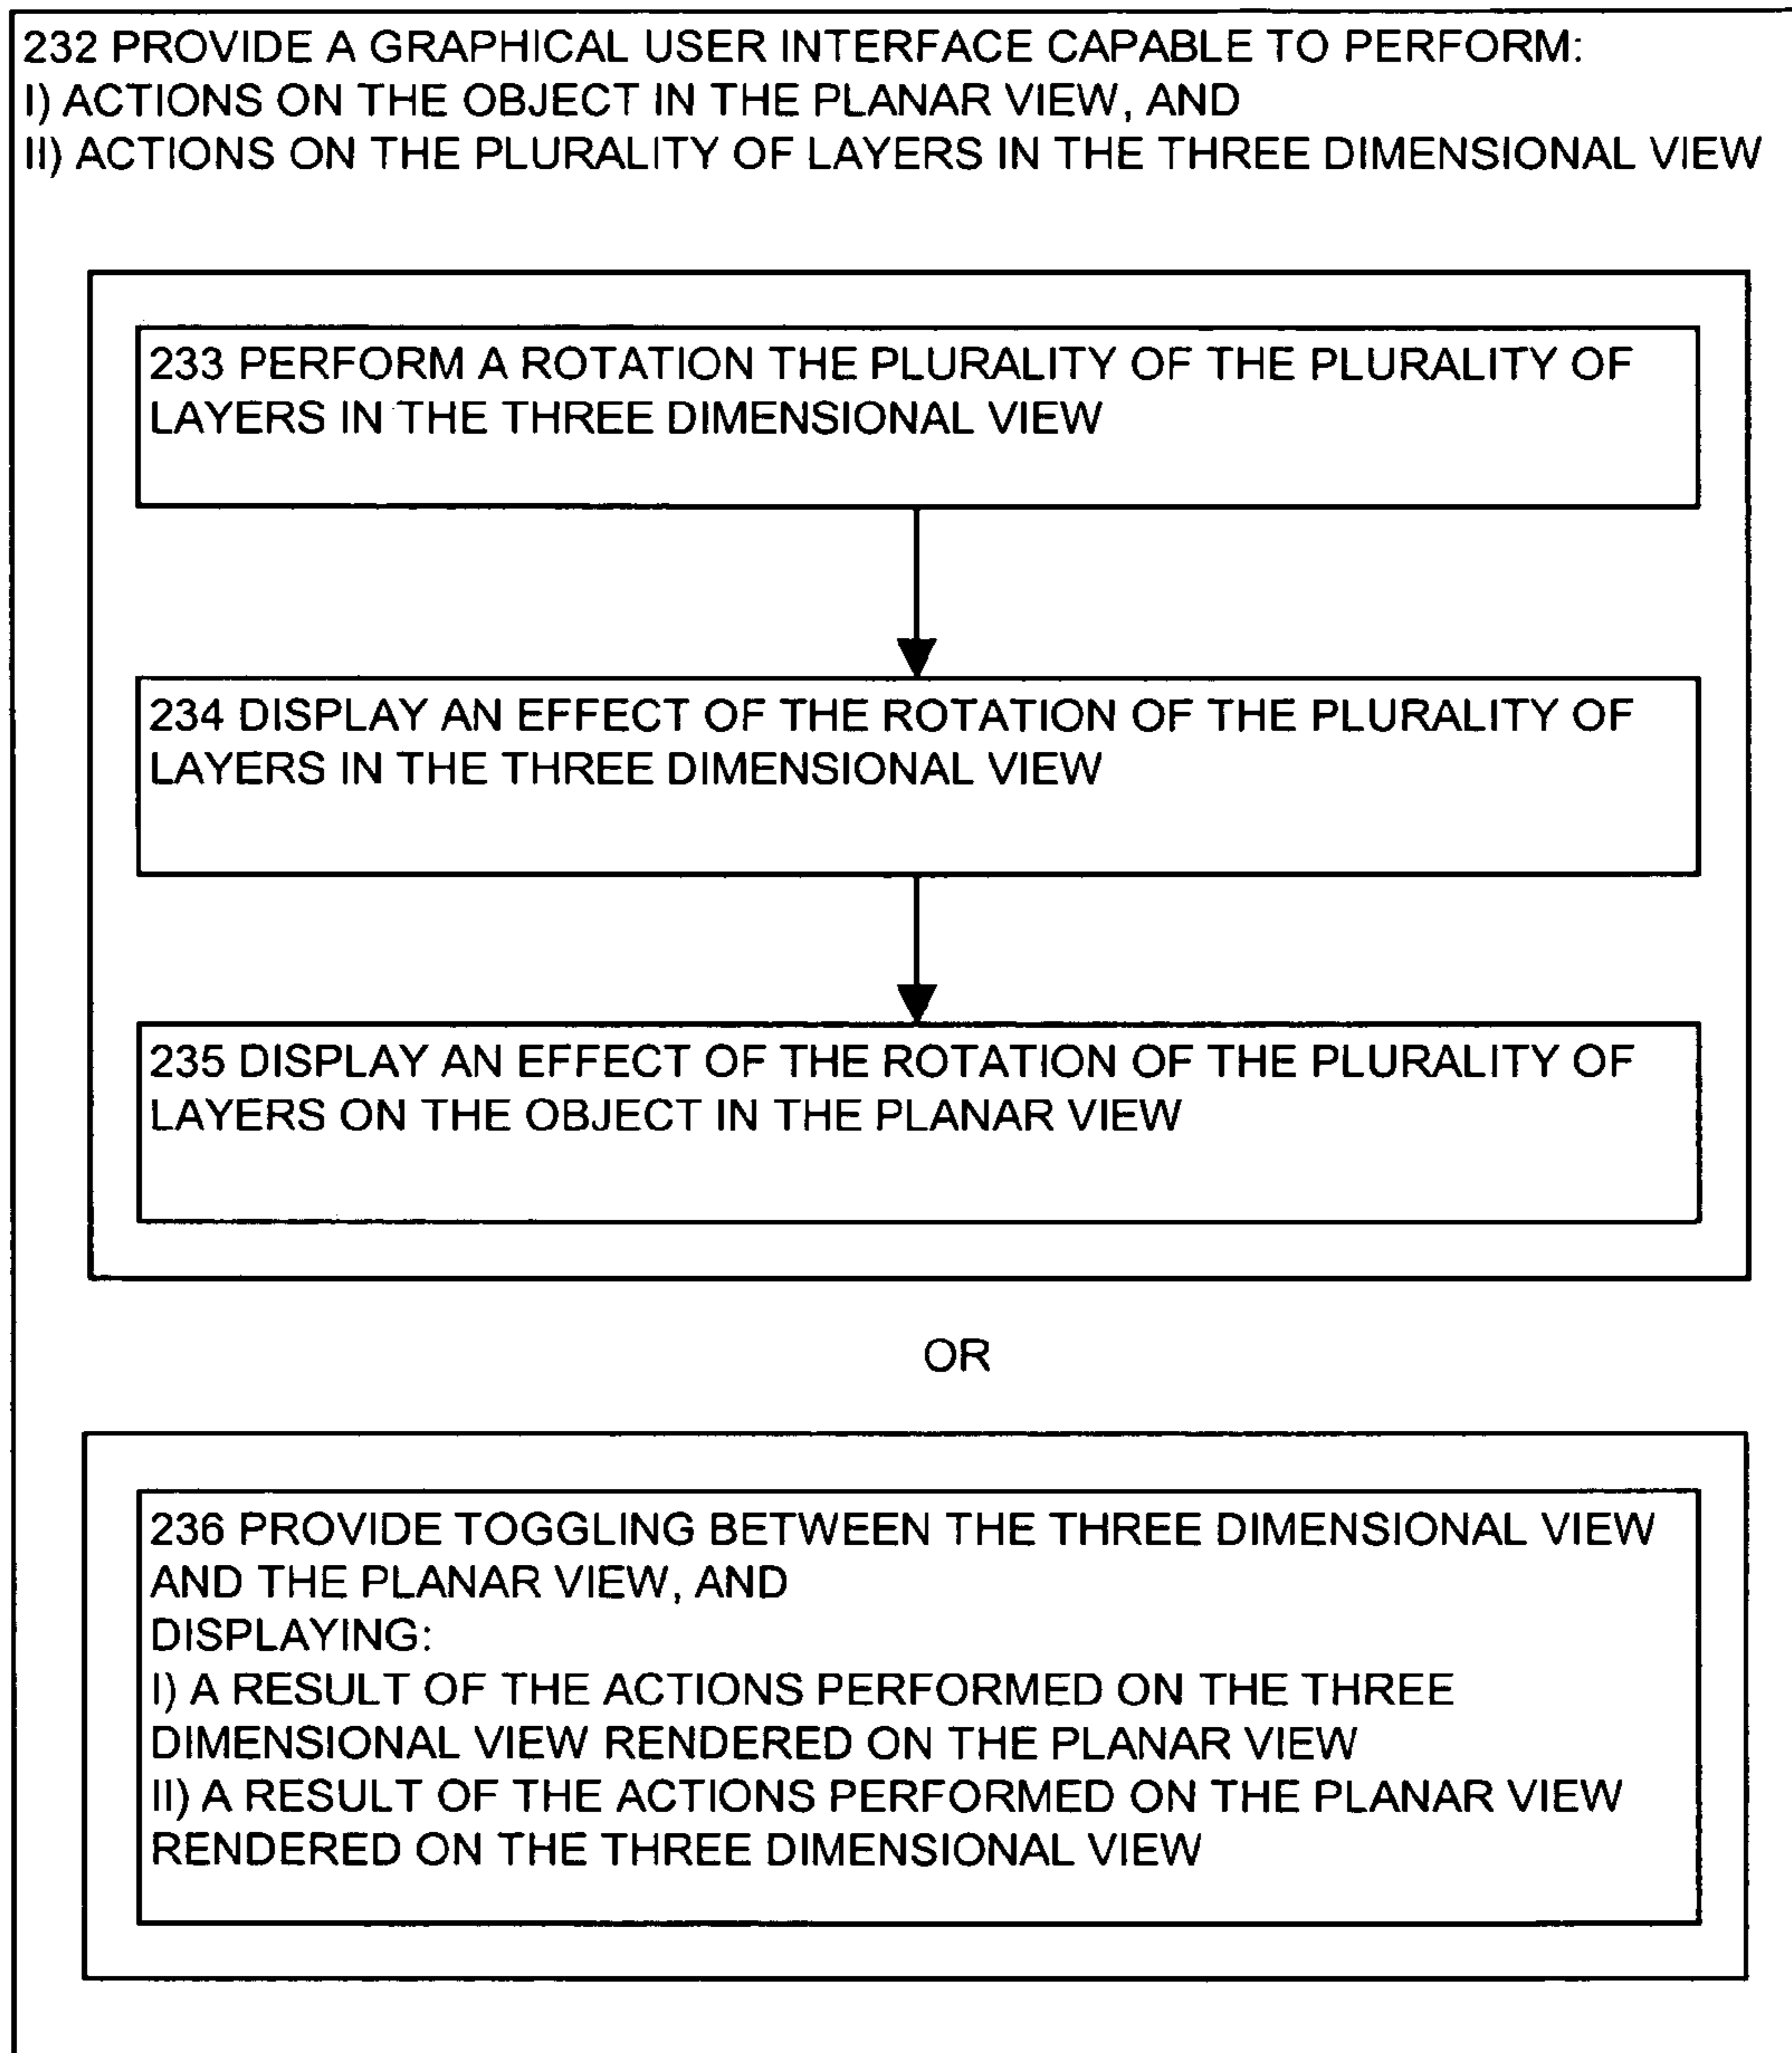 232 PROVIDE A GRAPHICAL USER INTERFACE CAPABLE TO PERFORM:
I) ACTIONS ON THE OBJECT IN THE PLANAR VIEW, AND
II) ACTIONS ON THE PLURALITY OF LAYERS IN THE THREE DIMENSIONAL VIEW
233 PERFORM A ROTATION THE PLURALITY OF THE PLURALITY OF
LAYERS IN THE THREE DIMENSIONAL VIEW
234 DISPLAY AN EFFECT OF THE ROTATION OF THE PLURALITY OF
LAYERS IN THE THREE DIMENSIONAL VIEW
235 DISPLAY AN EFFECT OF THE ROTATION OF THE PLURALITY OF
LAYERS ON THE OBJECT IN THE PLANAR VIEW
OR
236 PROVIDE TOGGLING BETWEEN THE THREE DIMENSIONAL VIEW
AND THE PLANAR VIEW, AND
DISPLAYING:
I) A RESULT OF THE ACTIONS PERFORMED ON THE THREE
DIMENSIONAL VIEW RENDERED ON THE PLANAR VIEW
II) A RESULT OF THE ACTIONS PERFORMED ON THE PLANAR VIEW
RENDERED ON THE THREE DIMENSIONAL VIEW